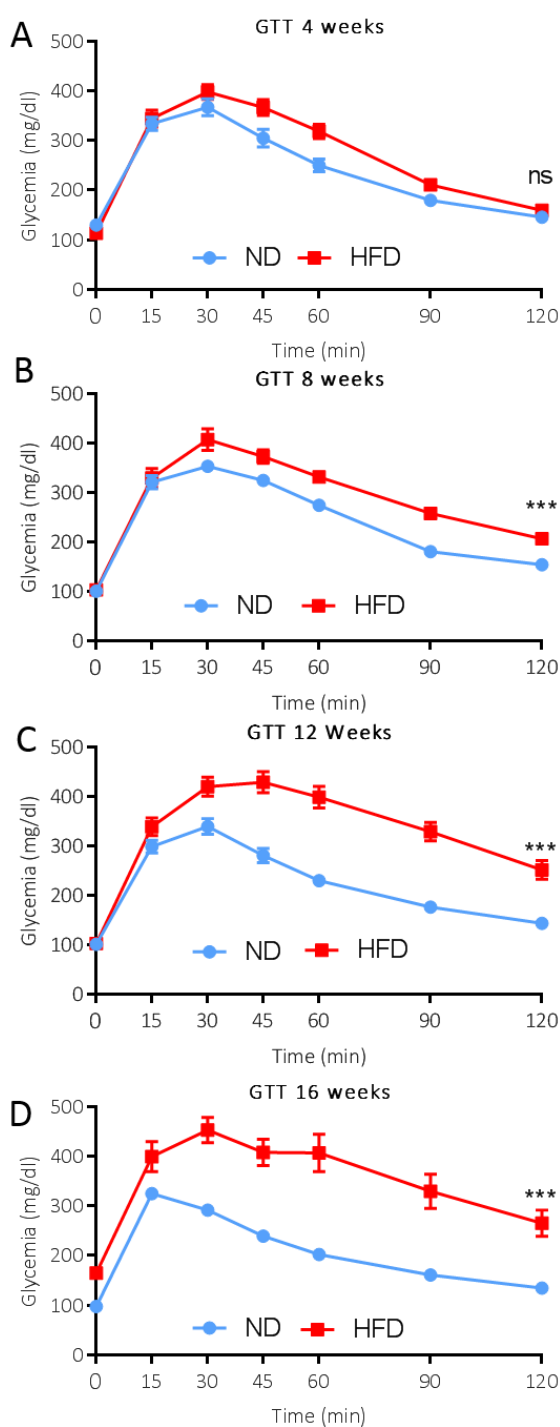 A
GTT 4 weeks
Glycemia (mg/dl)
500
400
300
200
100
0
ns
ND HFD
0 15 30 45 60 90 120
Time (min)
B
GTT 8 weeks
Glycemia (mg/dl)
500
400
300
200
100
0
***
ND HFD
0 15 30 45 60 90 120
Time (min)
C
GTT 12 Weeks
Glycemia (mg/dl)
500
400
300
200
100
0
***
ND HFD
0 15 30 45 60 90 120
Time (min)
D
GTT 16 weeks
Glycemia (mg/dl)
500
400
300
200
100
0
***
ND HFD
0 15 30 45 60 90 120
Time (min)